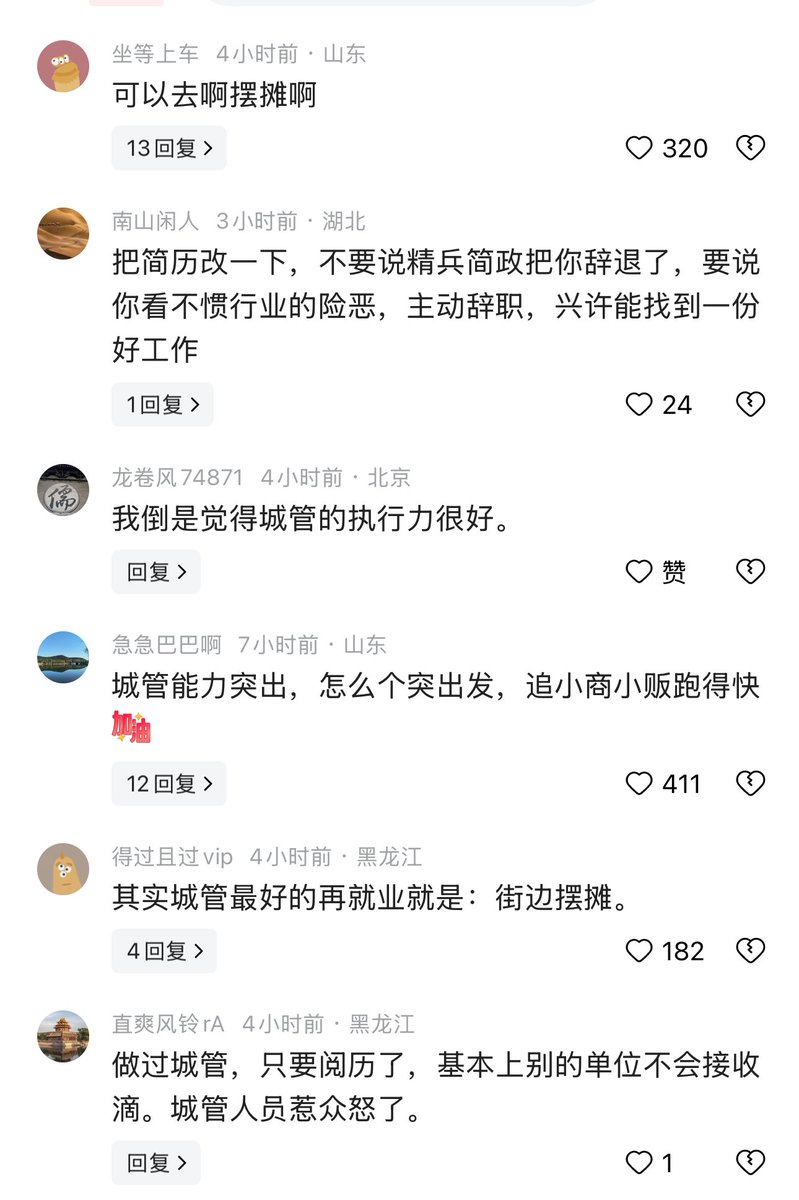 坐等上车 4小时前 · 山东
可以去啊摆摊啊
13回复 >
320
南山闲人 3小时前 · 湖北
把简历改一下，不要说精兵简政把你辞退了，要说
你看不惯行业的险恶，主动辞职，兴许能找到一份
好工作
1回复 >
24
儒
龙卷风74871 4小时前 · 北京
我倒是觉得城管的执行力很好。
回复 >
赞
急急巴巴啊 7小时前 · 山东
城管能力突出，怎么个突出发，追小商小贩跑得快
加油
12回复 >
411
得过且过vip 4小时前 · 黑龙江
其实城管最好的再就业就是：街边摆摊。
4回复 >
182
直爽风铃rA 4小时前 · 黑龙江
做过城管，只要阅历了，基本上别的单位不会接收
滴。城管人员惹众怒了。
回复 >
1